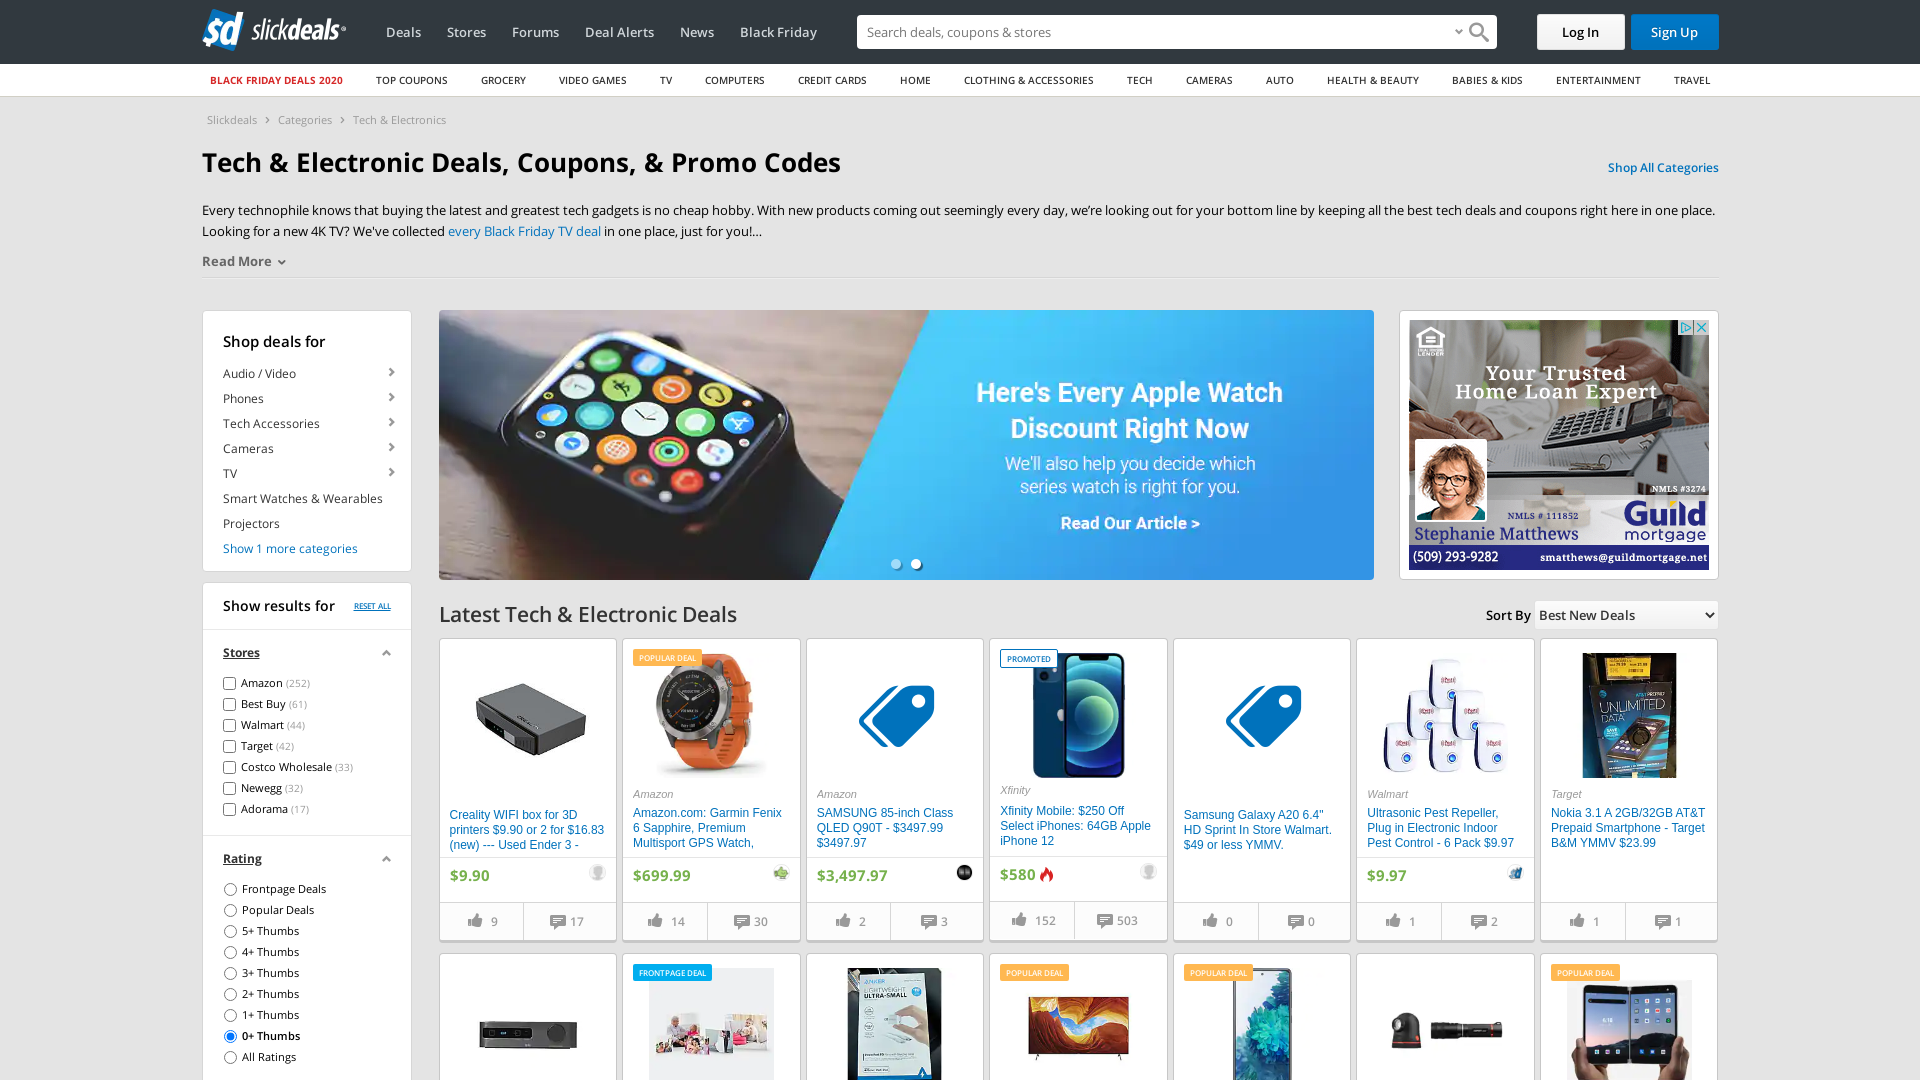 slickdeals
Deals
Stores
Forums
Deal Alerts
News
Black Friday
Search deals, coupons & stores
Log In
Sign Up
BLACK FRIDAY DEALS 2020
TOP COUPONS
GROCERY
VIDEO GAMES
TV
COMPUTERS
CREDIT CARDS
HOME
CLOTHING & ACCESSORIES
TECH
CAMERAS
AUTO
HEALTH & BEAUTY
BABIES & KIDS
ENTERTAINMENT
TRAVEL
Slickdeals > Categories > Tech & Electronics
Tech & Electronic Deals, Coupons, & Promo Codes
Shop All Categories
Every technophile knows that buying the latest and greatest tech gadgets is no cheap hobby. With new products coming out seemingly every day, we're looking out for your bottom line by keeping all the best tech deals and coupons right here in one place.
Looking for a new 4K TV? We've collected every Black Friday TV deal in one place, just for you!...
Read More
Shop deals for
Audio / Video
Phones
Tech Accessories
Cameras
TV
Smart Watches & Wearables
Projectors
Show 1 more categories
Show results for
RESET ALL
Stores
Amazon (252)
Best Buy (61)
Walmart (44)
Target (42)
Costco Wholesale (33)
Newegg (32)
Adorama (17)
Rating
Frontpage Deals
Popular Deals
5+ Thumbs
4+ Thumbs
3+ Thumbs
2+ Thumbs
1+ Thumbs
0+ Thumbs
All Ratings
Here's Every Apple Watch
Discount Right Now
We'll also help you decide which
series watch is right for you.
Read Our Article >
Your Trusted
Home Loan Expert
NMLS #3274
NMLS # 111852
Guild
mortgage
Stephanie Matthews
(509) 293-9282
smatthews@guildmortgage.net
Latest Tech & Electronic Deals
Sort By
Best New Deals
Creality WIFI box for 3D
printers $9.90 or 2 for $16.83
(new) --- Used Ender 3 -
$9.90
9
17
POPULAR DEAL
Amazon
Amazon.com: Garmin Fenix
6 Sapphire, Premium
Multisport GPS Watch,
$699.99
14
30
Amazon
SAMSUNG 85-inch Class
QLED Q90T - $3497.99
$3497.97
$3,497.97
2
3
PROMOTED
Xfinity
Xfinity Mobile: $250 Off
Select iPhones: 64GB Apple
iPhone 12
$580
152
503
Samsung Galaxy A20 6.4"
HD Sprint In Store Walmart.
$49 or less YMMV.
0
0
Walmart
Ultrasonic Pest Repeller,
Plug in Electronic Indoor
Pest Control - 6 Pack $9.97
$9.97
1
2
UNLIMITED
DATA
Target
Nokia 3.1 A 2GB/32GB AT&T
Prepaid Smartphone - Target
B&M YMMV $23.99
1
1
FRONTPAGE DEAL
ANKER
LIGHTWEIGHT
ULTRA-SMALL
POPULAR DEAL
POPULAR DEAL
POPULAR DEAL